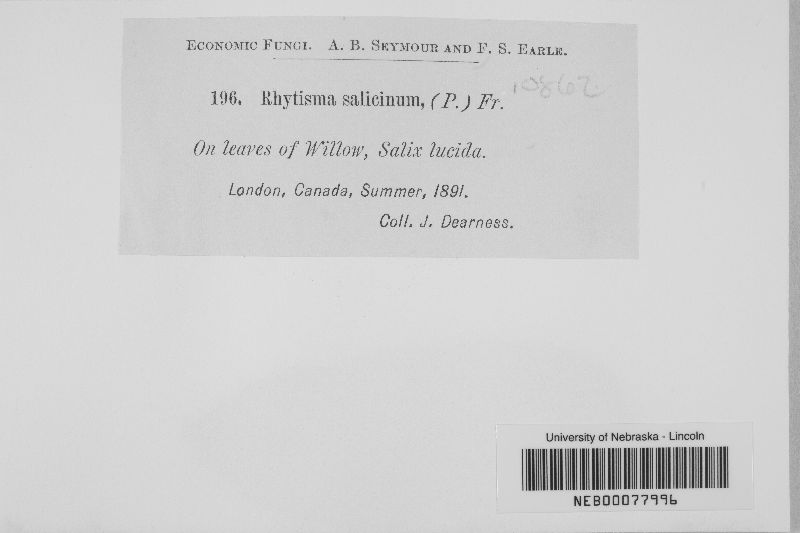 Economic Fungi. A. B. Seymour and F. S. Earle.
10862
196. Rhytisma salicinum, (P.) Fr.
On leaves of Willow, Salix lucida.
London, Canada, Summer, 1891.
Coll. J. Dearness.
University of Nebraska - Lincoln
NEB00077996